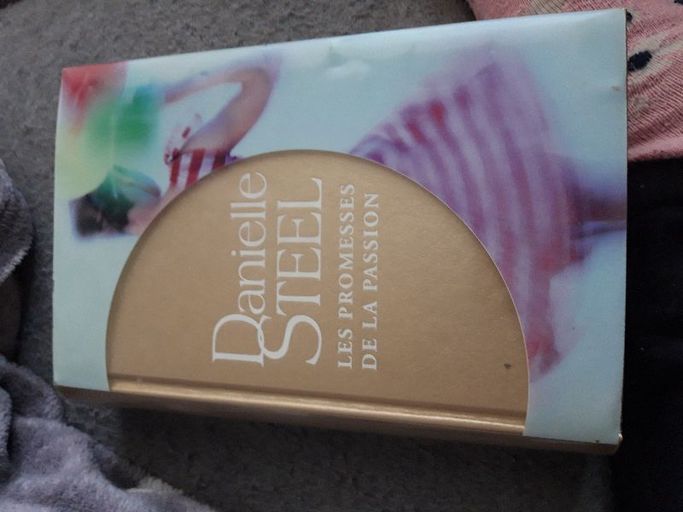 Danielle
STEEL
LES PROMESSES
DE LA PASSION